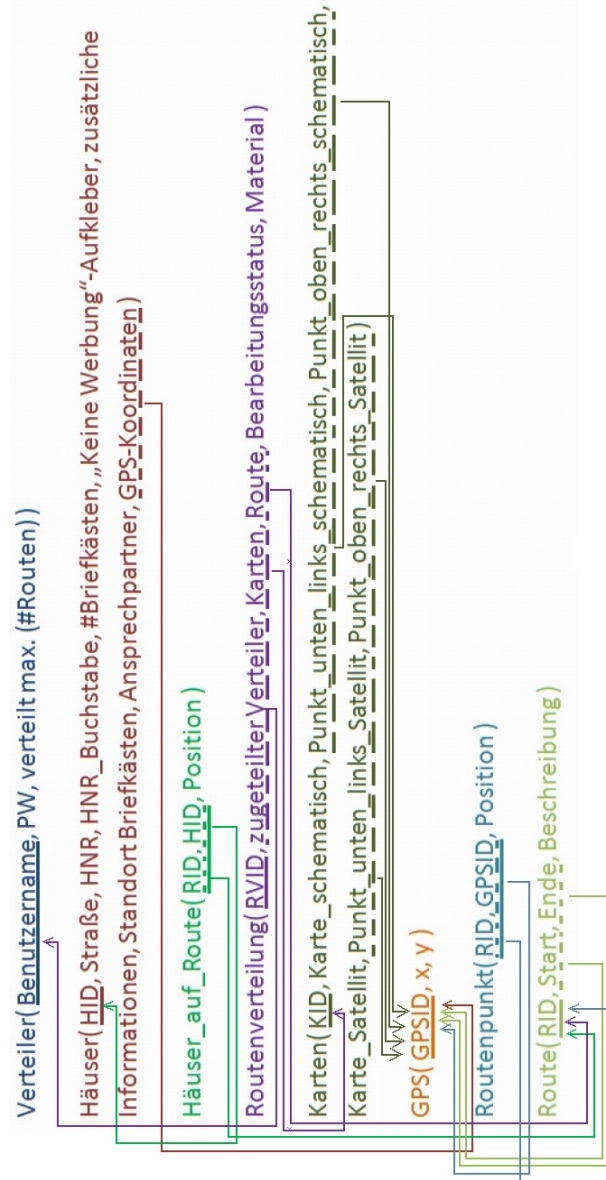 Verteiler( Benutzername, PW, verteilt max. (#Routen) )
Häuser( HID, Straße, HNR, HNR_Buchstabe, #Briefkästen, „Keine Werbung“-Aufkleber, zusätzliche
Informationen, Standort Briefkästen, Ansprechpartner, GPS-Koordinaten )
Häuser_auf_Route( RID, HID, Position )
Routenverteilung( RVID, zugeteilterVerteiler, Karten, Route, Bearbeitungsstatus, Material )
Karten( KID, Karte_schematisch, Punkt_unten_links_schematisch, Punkt_oben_rechts_schematisch,
Karte_Satellit, Punkt_unten_links_Satellit, Punkt_oben_rechts_Satellit )
GPS( GPSID, x, y )
Routenpunkt( RID, GPSID, Position )
Route( RID, Start, Ende, Beschreibung )